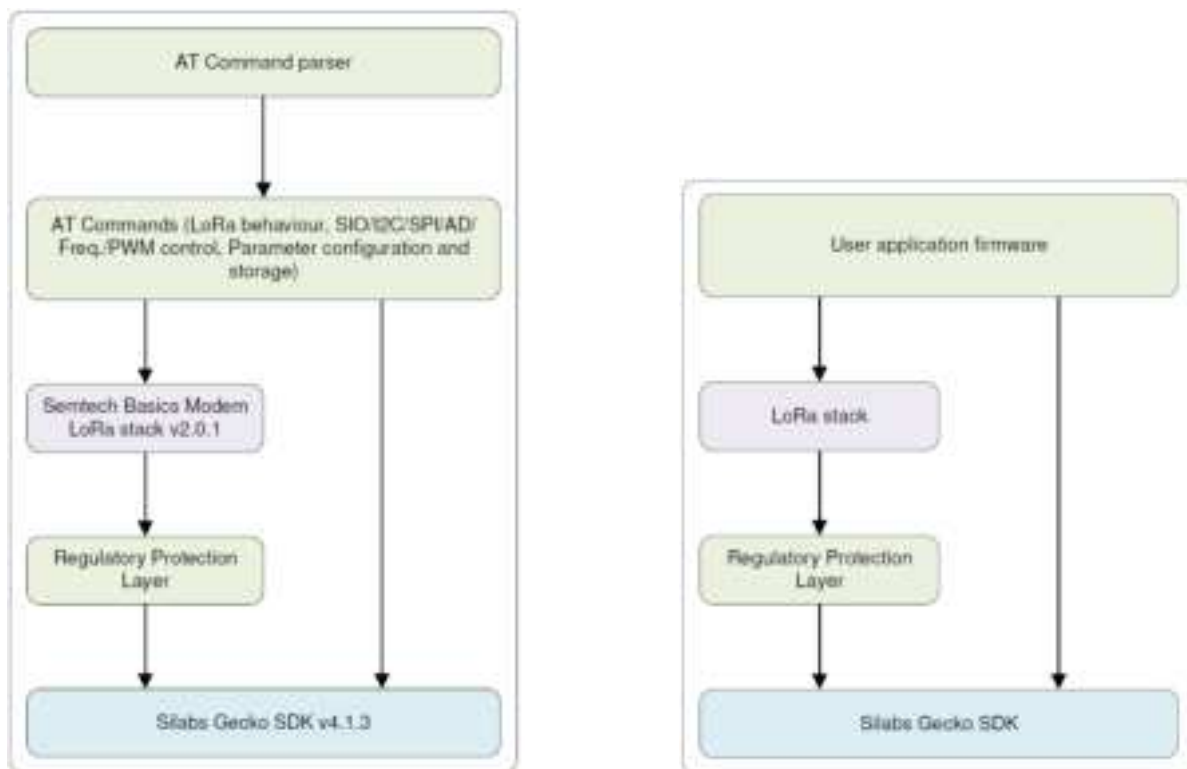 AT Command parser
AT Commands (LoRa behaviour, SIO/I2C/SPI/AD/
Freq./PWM control, Parameter configuration and
storage)
Semtech Basics Modem
LoRa stack v2.0.1
Regulatory Protection
Layer
Silabs Gecko SDK v4.1.3
User application firmware
LoRa stack
Regulatory Protection
Layer
Silabs Gecko SDK